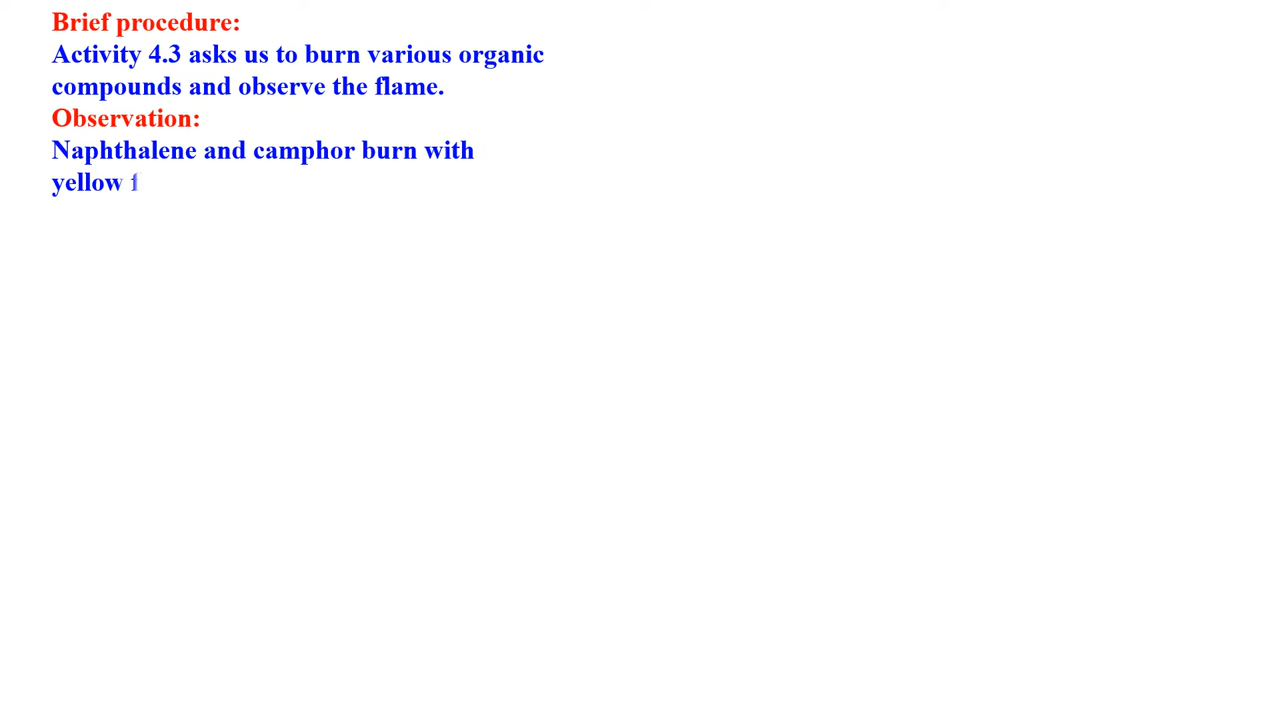 Brief procedure:
Activity 4.3 asks us to burn various organic
compounds and observe the flame.
Observation:
Naphthalene and camphor burn with
yellow